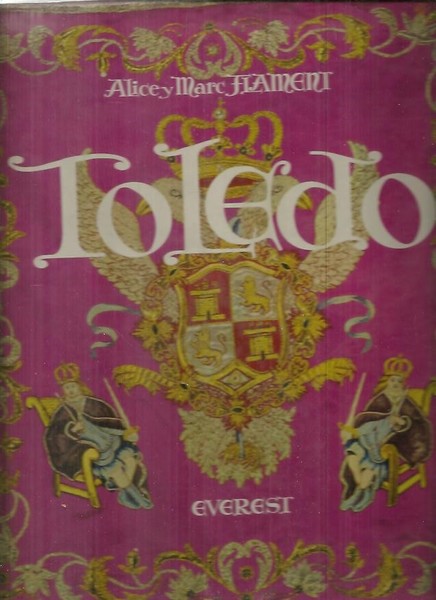 Alice y Marc FLAMENT
ToLedo
EVEREST